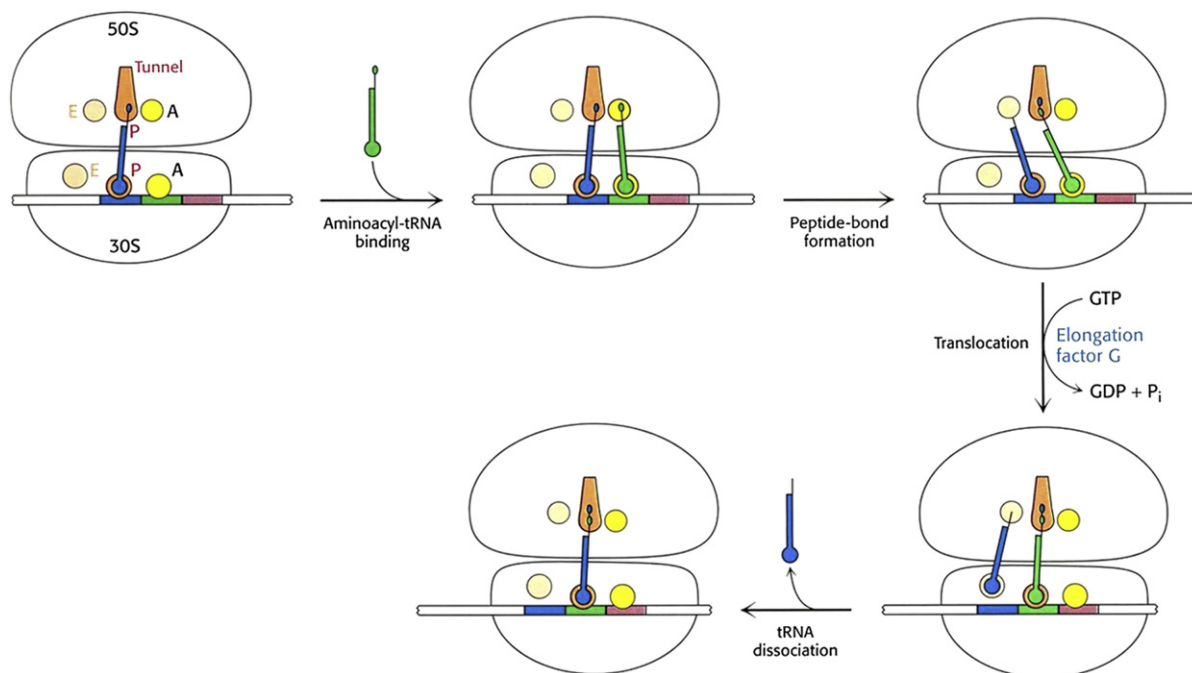 50S
Tunnel
E
A
P
E
P
A
30S
Aminoacyl-tRNA
binding
Peptide-bond
formation
GTP
Translocation
Elongation
factor G
GDP + Pi
tRNA
dissociation